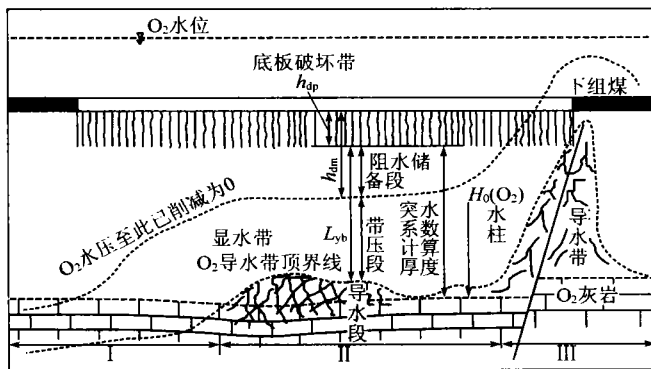 O₂水位
底板破坏带
h_dp
下组煤
h_dm
阻水储
备段
L_yb
带压段
突水系数计算厚度
H₀(O₂)
水柱
导水带
O₂水压至此已削减为0
显水带
O₂导水带顶界线
导水段
O₂灰岩
I
II
III